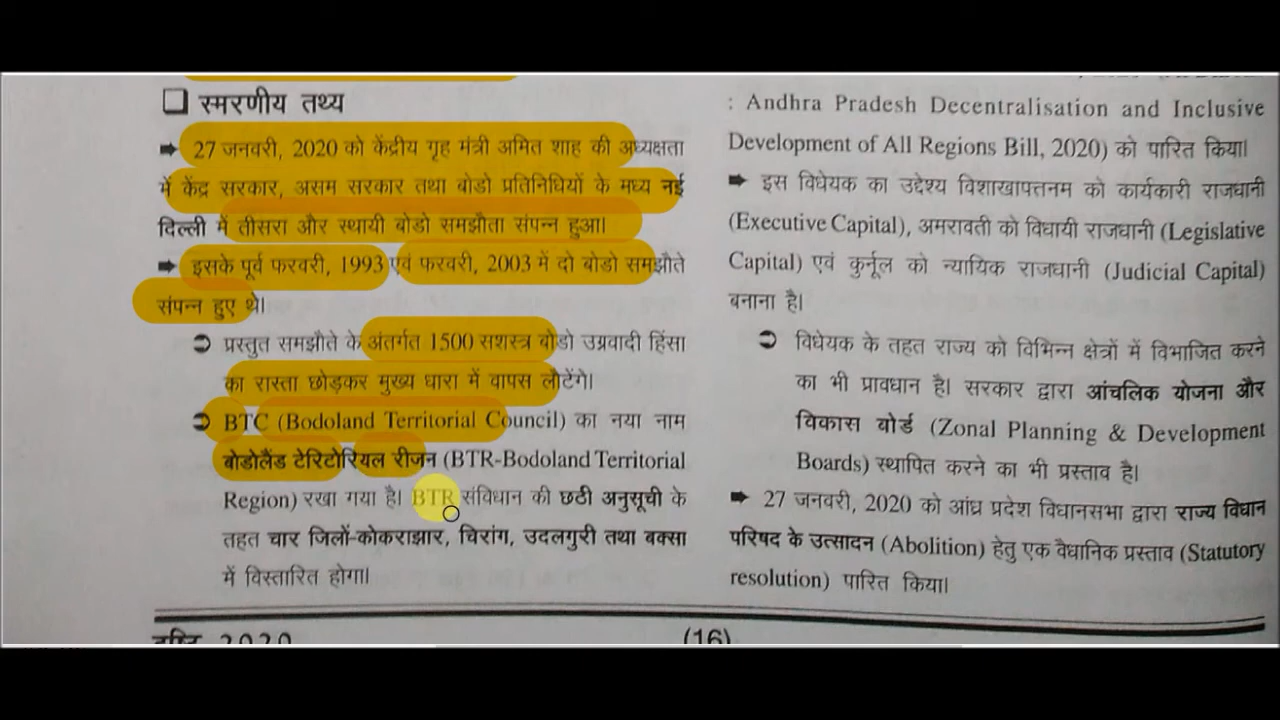 ❑ स्मरणीय तथ्य
➡ 27 जनवरी, 2020 को केंद्रीय गृह मंत्री अमित शाह की अध्यक्षता
में केंद्र सरकार, असम सरकार तथा बोडो प्रतिनिधियों के मध्य नई
दिल्ली में तीसरा और स्थायी बोडो समझौता संपन्न हुआ।
➡ इसके पूर्व फरवरी, 1993 एवं फरवरी, 2003 में दो बोडो समझौते
संपन्न हुए थे।
➲ प्रस्तुत समझौते के अंतर्गत 1500 सशस्त्र बोडो उग्रवादी हिंसा
का रास्ता छोड़कर मुख्य धारा में वापस लौटेंगे।
➲ BTC (Bodoland Territorial Council) का नया नाम
बोडोलैंड टेरिटोरियल रीजन (BTR-Bodoland Territorial
Region) रखा गया है। BTR संविधान की छठी अनुसूची के
तहत चार जिलों-कोकराझार, चिरांग, उदलगुरी तथा बक्सा
में विस्तारित होगा।
: Andhra Pradesh Decentralisation and Inclusive
Development of All Regions Bill, 2020) को पारित किया।
➡ इस विधेयक का उद्देश्य विशाखापत्तनम को कार्यकारी राजधानी
(Executive Capital), अमरावती को विधायी राजधानी (Legislative
Capital) एवं कुर्नूल को न्यायिक राजधानी (Judicial Capital)
बनाना है।
➲ विधेयक के तहत राज्य को विभिन्न क्षेत्रों में विभाजित करने
का भी प्रावधान है। सरकार द्वारा आंचलिक योजना और
विकास बोर्ड (Zonal Planning & Development
Boards) स्थापित करने का भी प्रस्ताव है।
➡ 27 जनवरी, 2020 को आंध्र प्रदेश विधानसभा द्वारा राज्य विधान
परिषद के उत्सादन (Abolition) हेतु एक वैधानिक प्रस्ताव (Statutory
resolution) पारित किया।
(16)